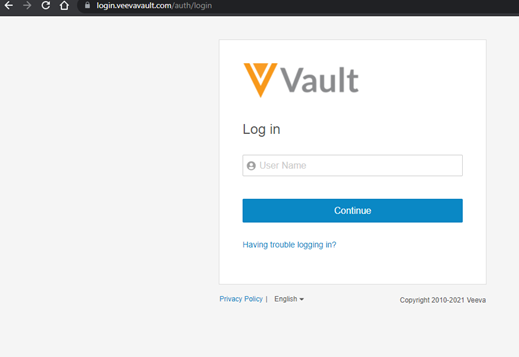 login.veevavault.com/auth/login
Vault
Log in
User Name
Continue
Having trouble logging in?
Privacy Policy | English
Copyright 2010-2021 Veeva